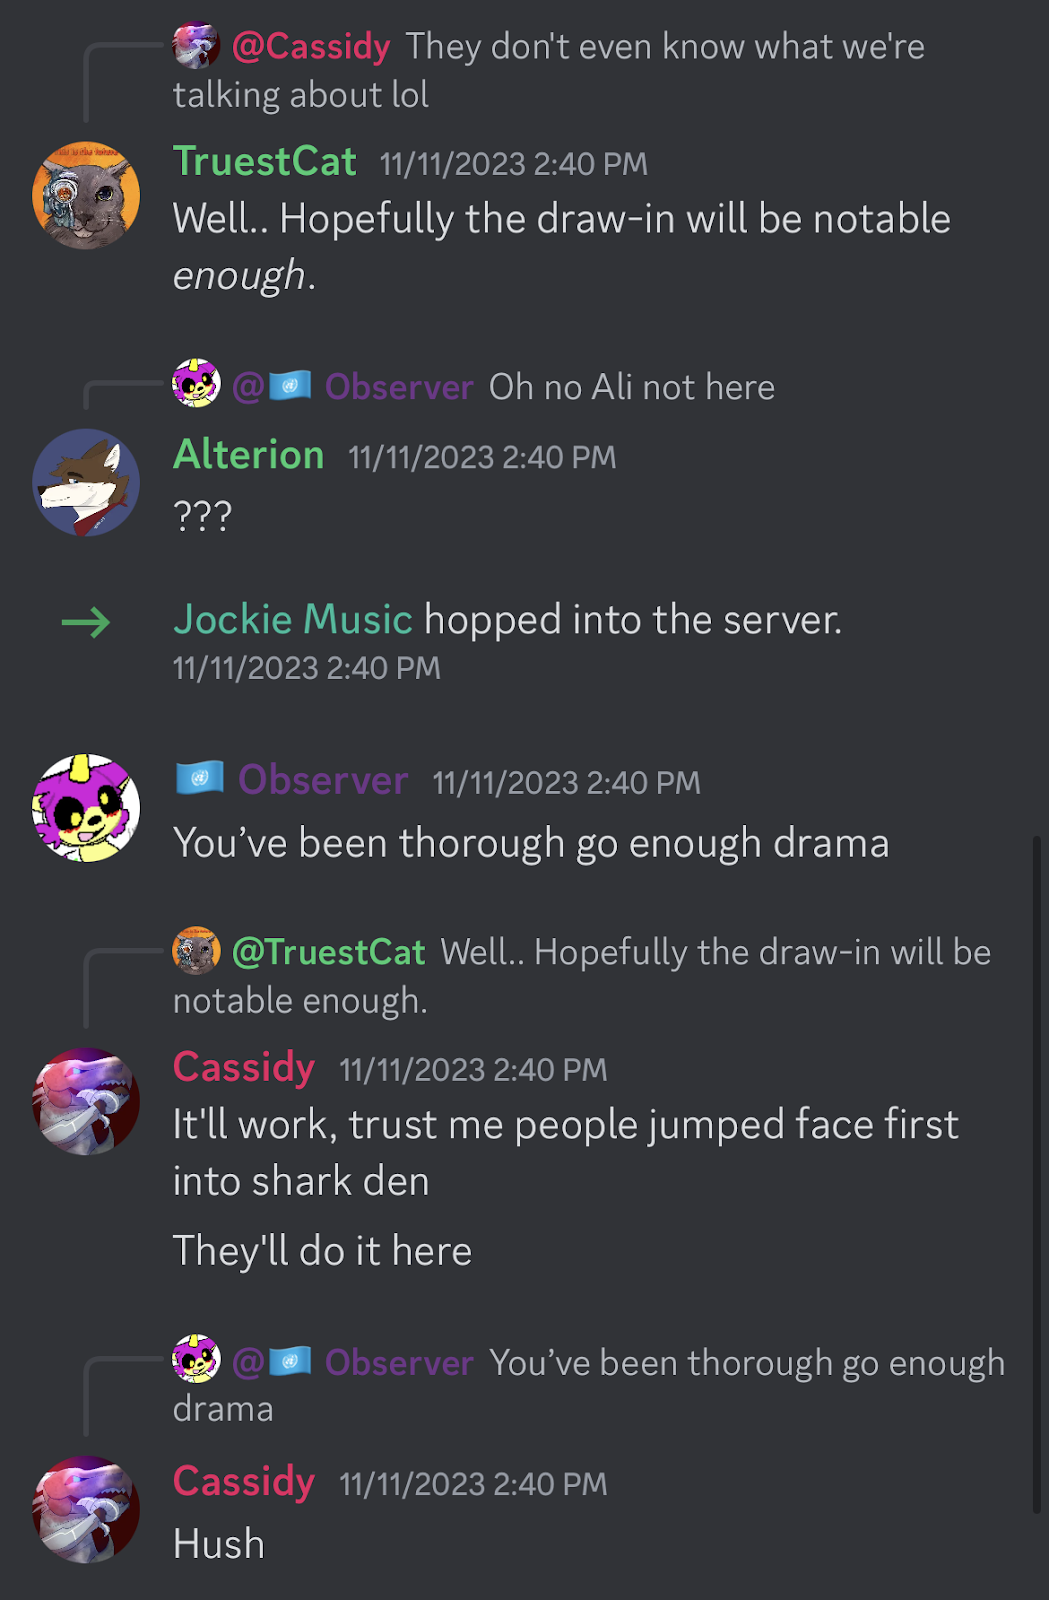 @Cassidy They don't even know what we're
talking about lol
TruestCat 11/11/2023 2:40 PM
Well.. Hopefully the draw-in will be notable
enough.
@🇺🇳 Observer Oh no Ali not here
Alterion 11/11/2023 2:40 PM
???
Jockie Music hopped into the server.
11/11/2023 2:40 PM
🇺🇳 Observer 11/11/2023 2:40 PM
You’ve been thorough go enough drama
@TruestCat Well.. Hopefully the draw-in will be
notable enough.
Cassidy 11/11/2023 2:40 PM
It'll work, trust me people jumped face first
into shark den
They'll do it here
@🇺🇳 Observer You’ve been thorough go enough
drama
Cassidy 11/11/2023 2:40 PM
Hush